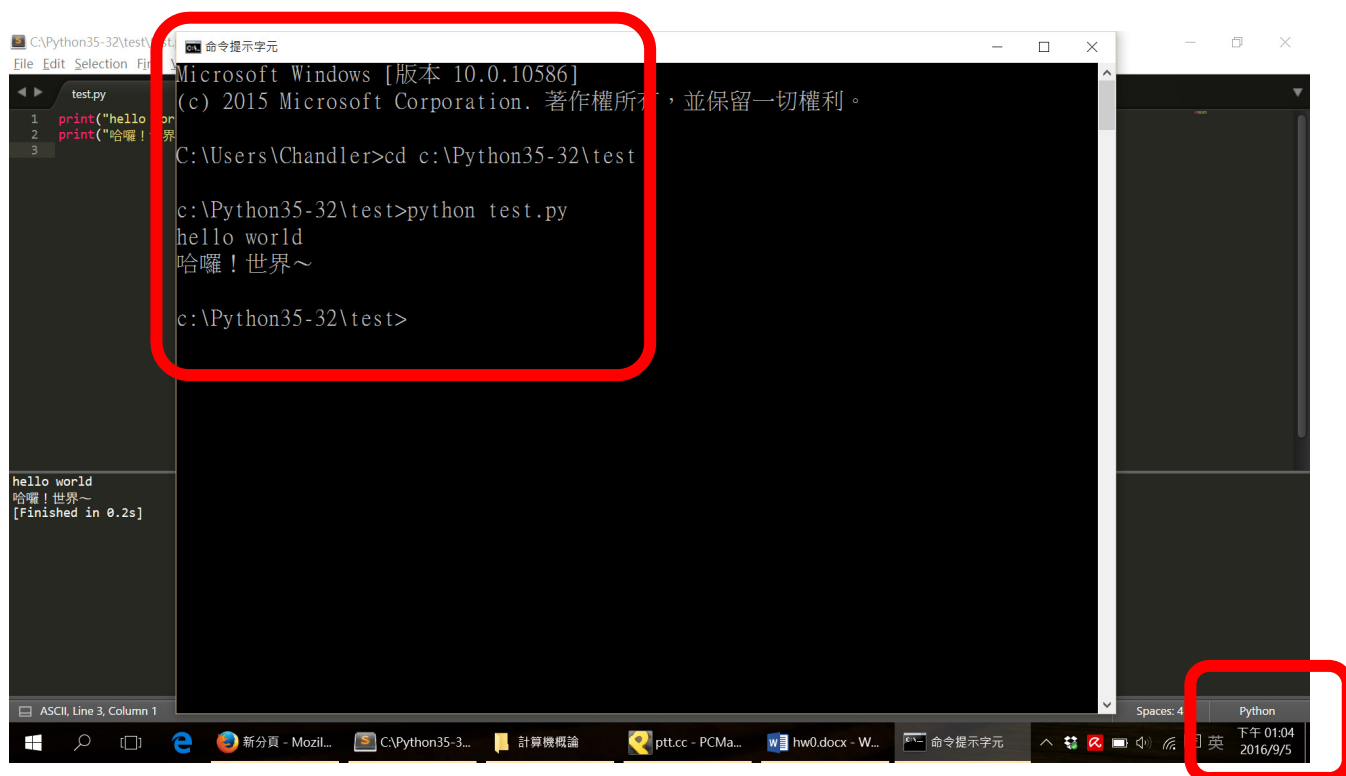 C:\Python35-32\test\
命令提示字元
File Edit Selection
test.py
1 print("hello
2 print("哈囉！
3
Microsoft Windows [版本 10.0.10586]
(c) 2015 Microsoft Corporation. 著作權所有，並保留一切權利。
C:\Users\Chandler>cd c:\Python35-32\test
c:\Python35-32\test>python test.py
hello world
哈囉！世界～
c:\Python35-32\test>
hello world
哈囉！世界～
[Finished in 0.2s]
ASCII, Line 3, Column 1
Spaces: 4
Python
新分頁 - Mozil...
C:\Python35-3...
計算機概論
ptt.cc - PCMa...
hw0.docx - W...
命令提示字元
英
下午 01:04
2016/9/5